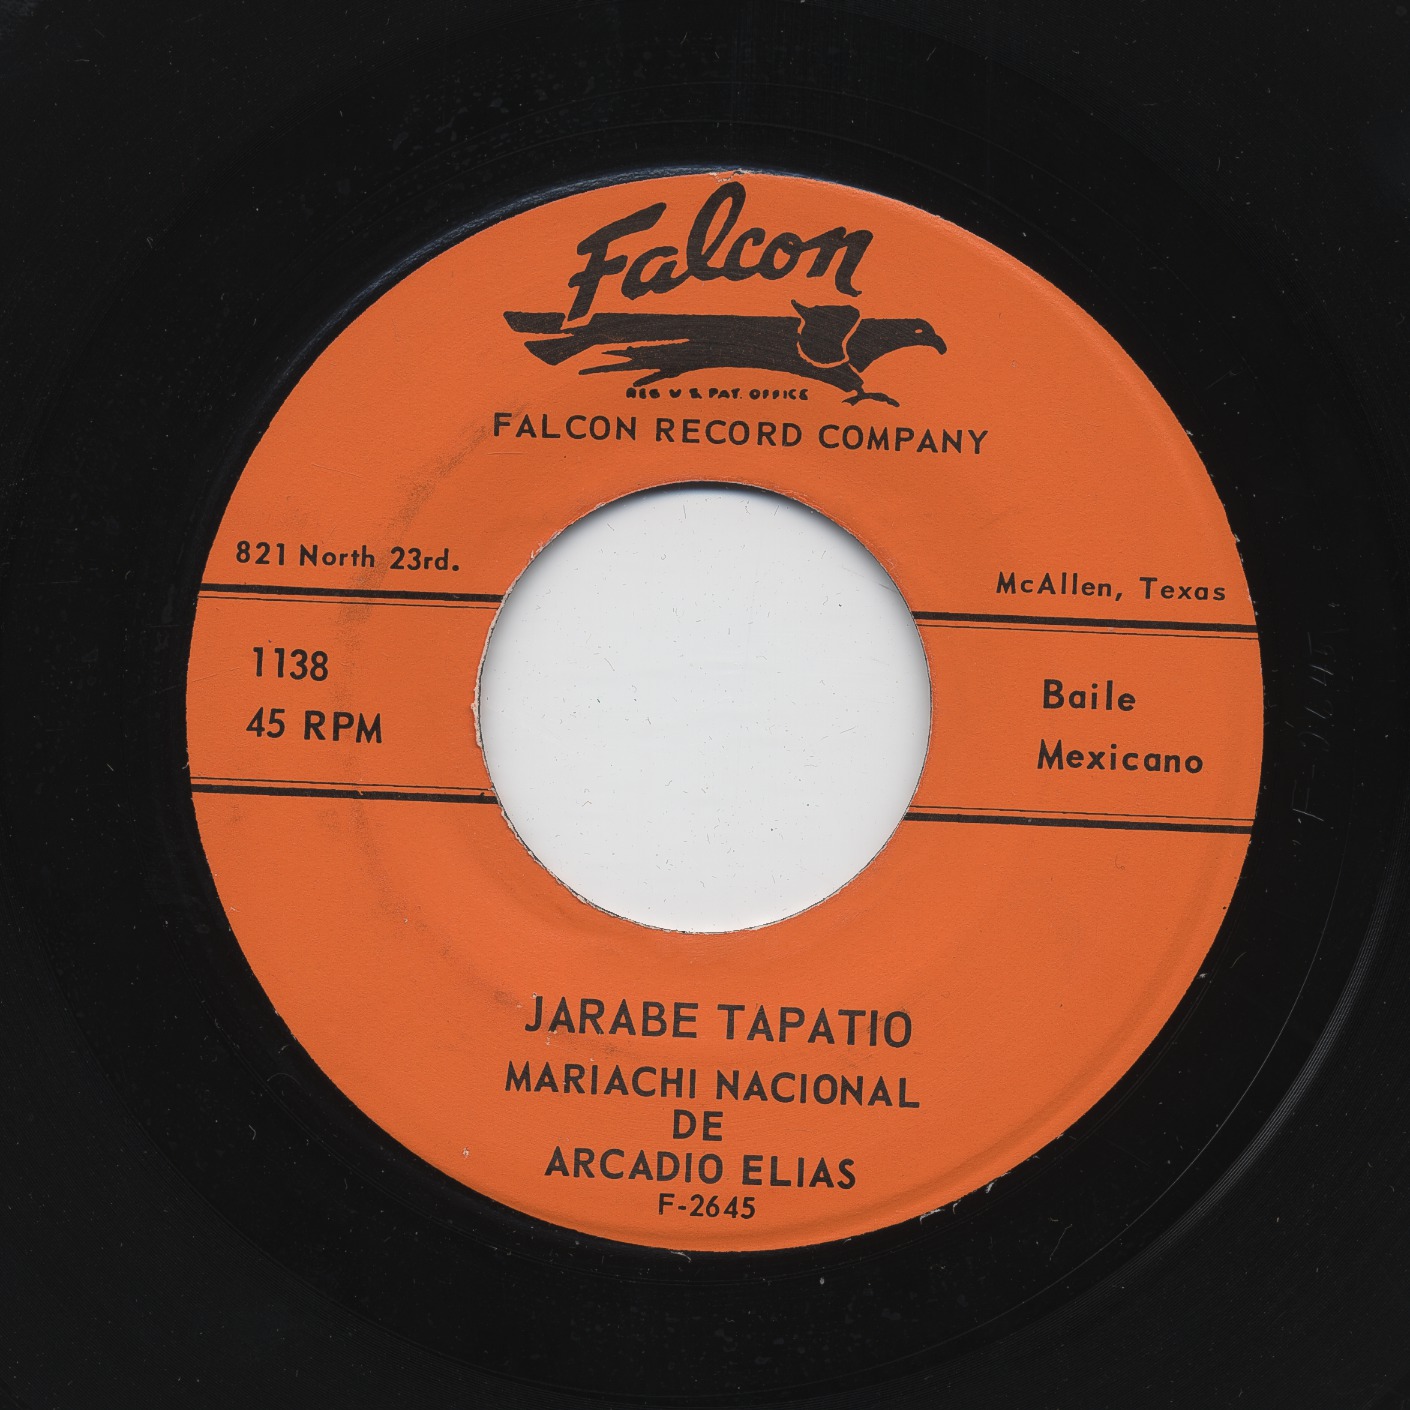 Falcon
REG U S PAT. OFFICE
FALCON RECORD COMPANY
821 North 23rd.
McAllen, Texas
1138
45 RPM
Baile
Mexicano
JARABE TAPATIO
MARIACHI NACIONAL
DE
ARCADIO ELIAS
F-2645
F-2645